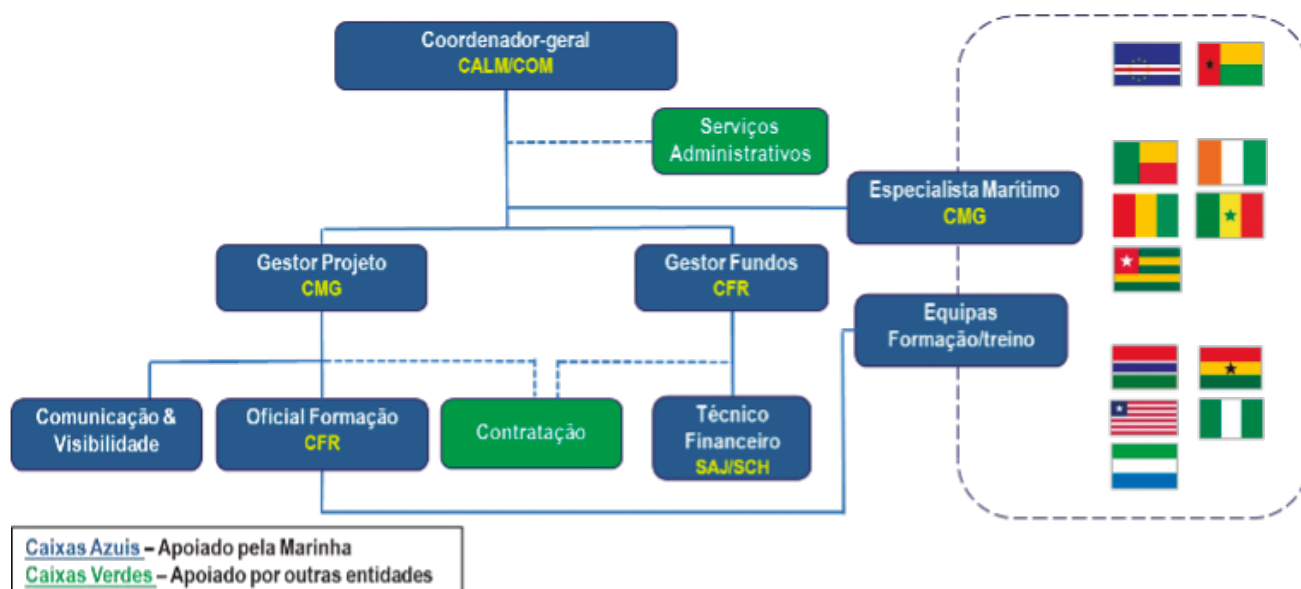 Coordenador-geral
CALM/COM
Serviços
Administrativos
Especialista Marítimo
CMG
Gestor Projeto
CMG
Gestor Fundos
CFR
Equipas
Formação/treino
Comunicação &
Visibilidade
Oficial Formação
CFR
Contratação
Técnico
Financeiro
SAJ/SCH
Caixas Azuis – Apoiado pela Marinha
Caixas Verdes – Apoiado por outras entidades